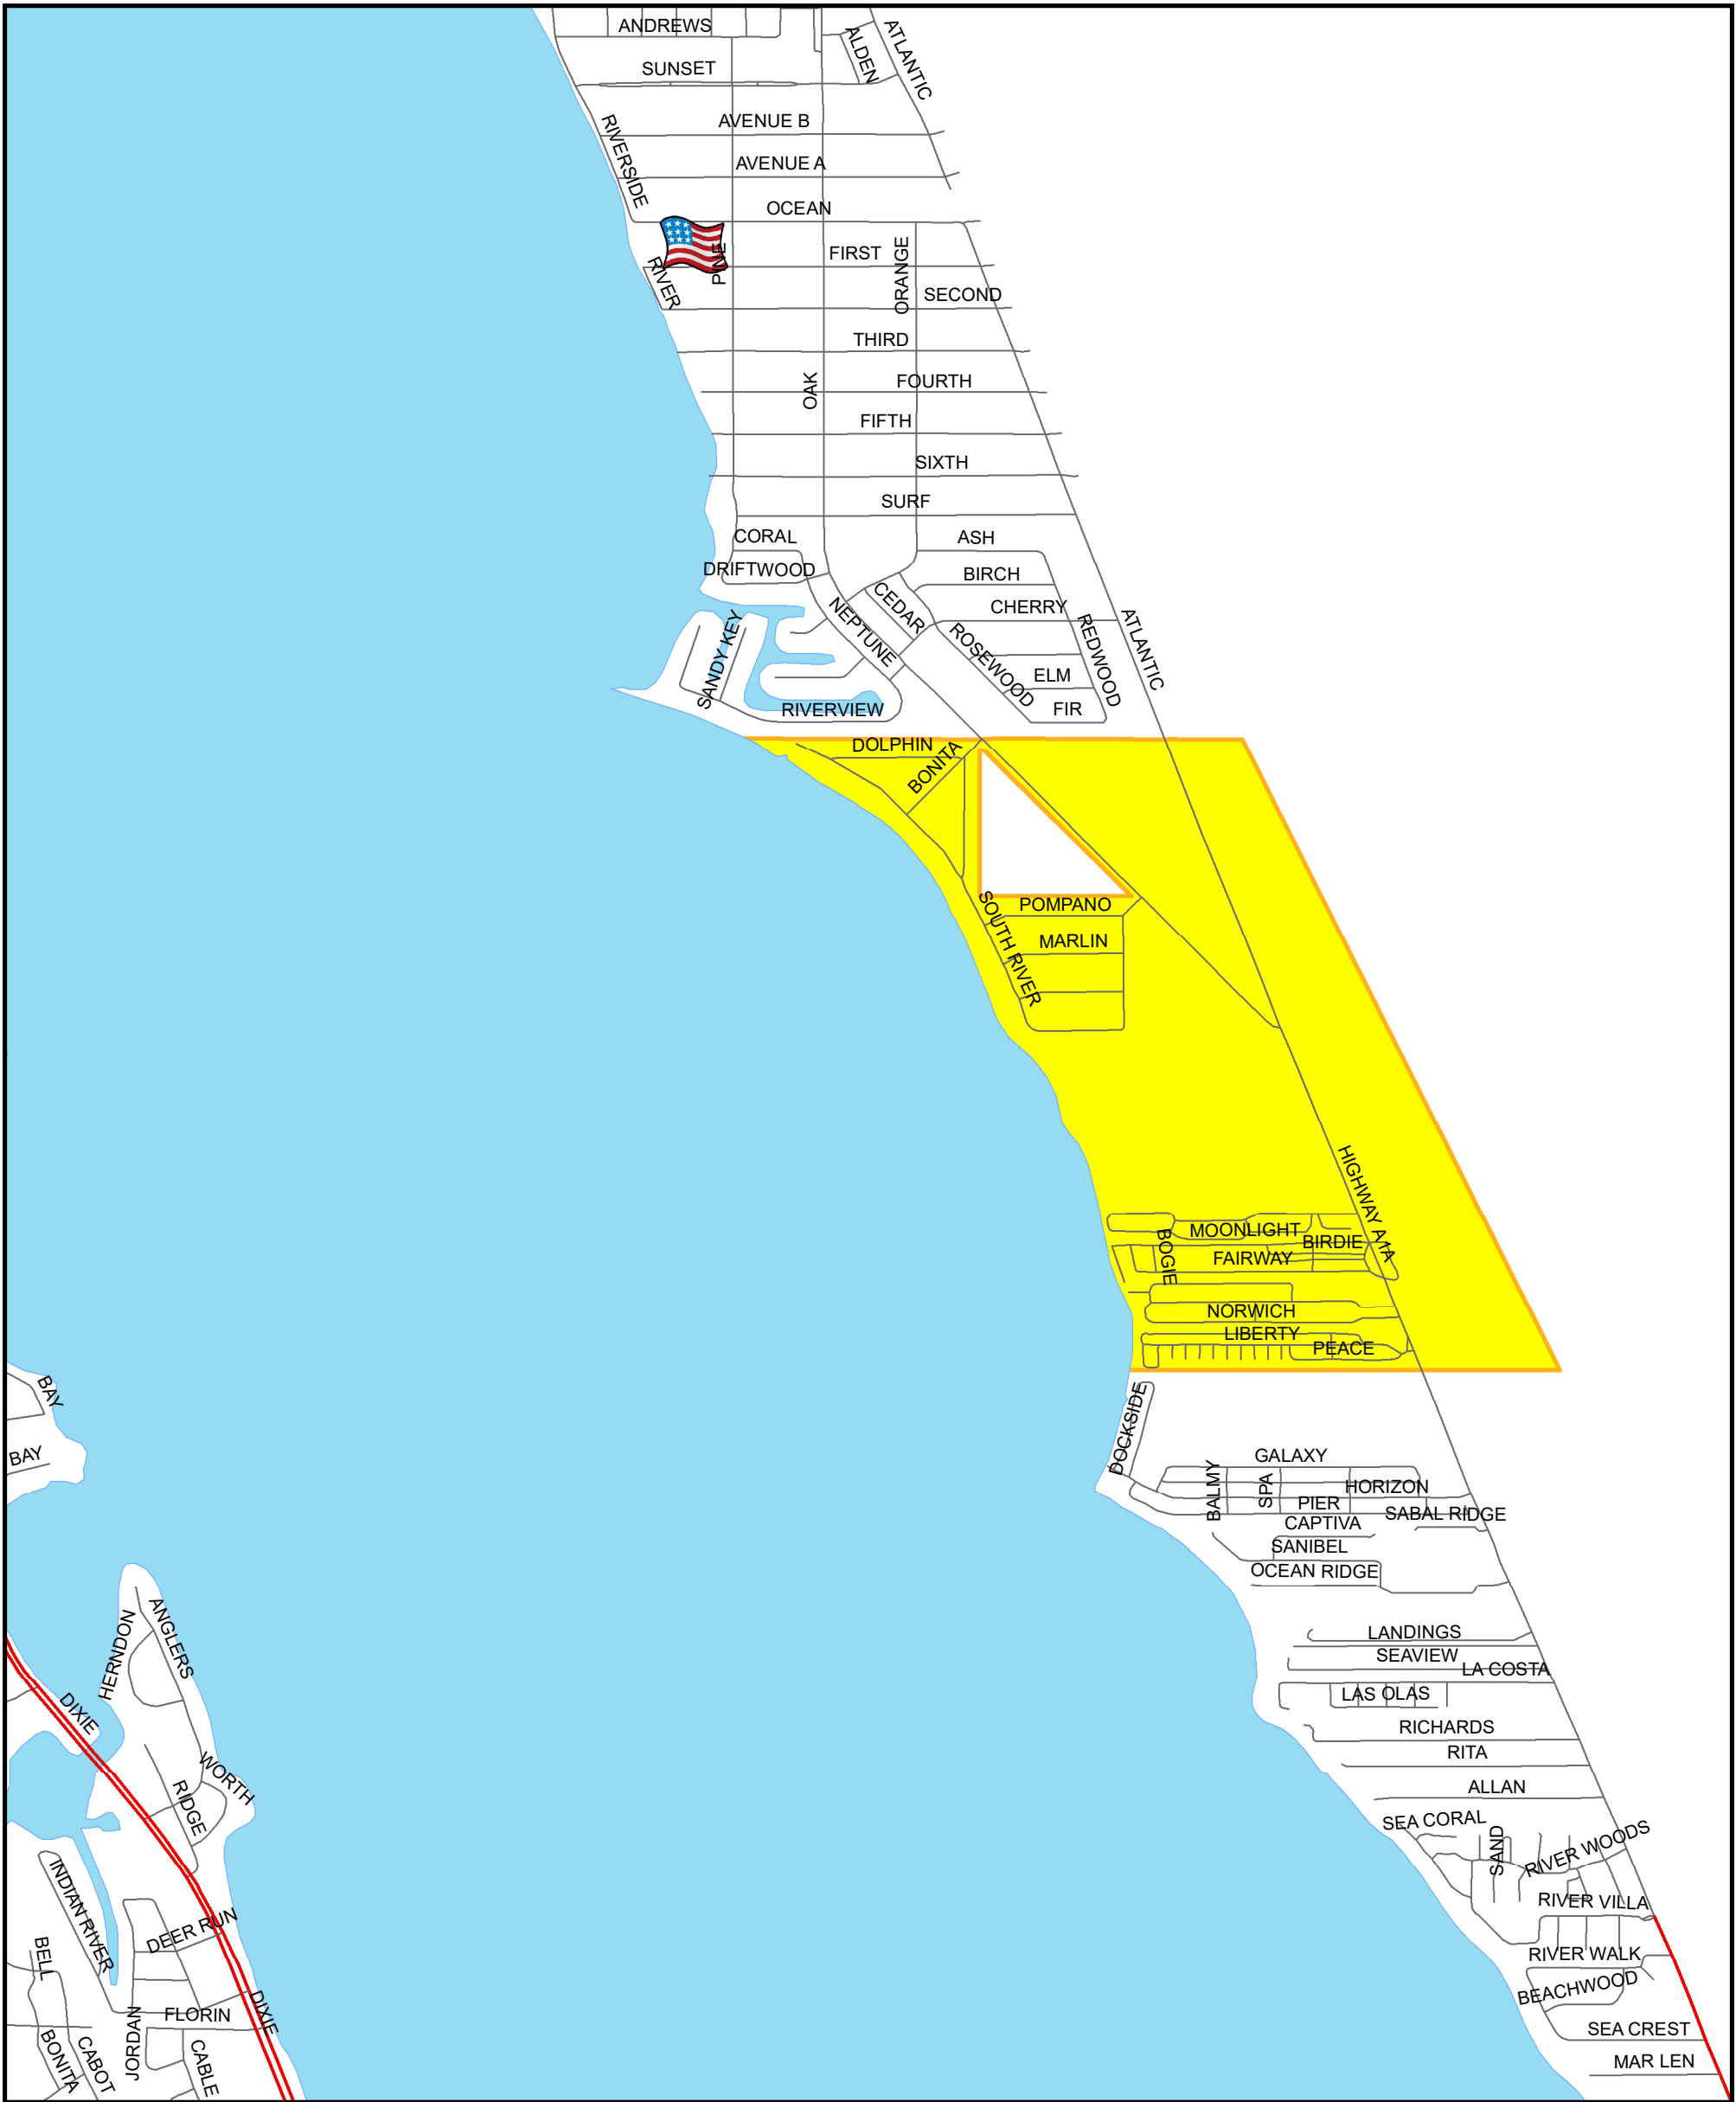 ANDREWS
ALDEN
ATLANTIC
SUNSET
AVENUE B
RIVERSIDE
AVENUE A
OCEAN
PINE
FIRST
ORANGE
RIVER
SECOND
THIRD
OAK
FOURTH
FIFTH
SIXTH
SURF
CORAL
ASH
DRIFTWOOD
BIRCH
CEDAR
CHERRY
NEPTUNE
SANDY KEY
ROSEWOOD
REDWOOD
ATLANTIC
ELM
RIVERVIEW
FIR
DOLPHIN
BONITA
POMPANO
SOUTH RIVER
MARLIN
HIGHWAY A1A
MOONLIGHT
BOGIE
BIRDIE
FAIRWAY
NORWICH
LIBERTY
PEACE
BAY
DOCKSIDE
BAY
GALAXY
BALMY
SPA
HORIZON
PIER
SABAL RIDGE
CAPTIVA
SANIBEL
OCEAN RIDGE
HERNDON
ANGLERS
LANDINGS
SEAVIEW
LA COSTA
LAS OLAS
DIXIE
RICHARDS
RITA
WORTH
RIDGE
ALLAN
SEA CORAL
SAND
RIVER WOODS
INDIAN RIVER
RIVER VILLA
DEER RUN
BELL
RIVER WALK
BEACHWOOD
DIXIE
FLORIN
JORDAN
SEA CREST
BONITA
CABOT
CABLE
MAR LEN